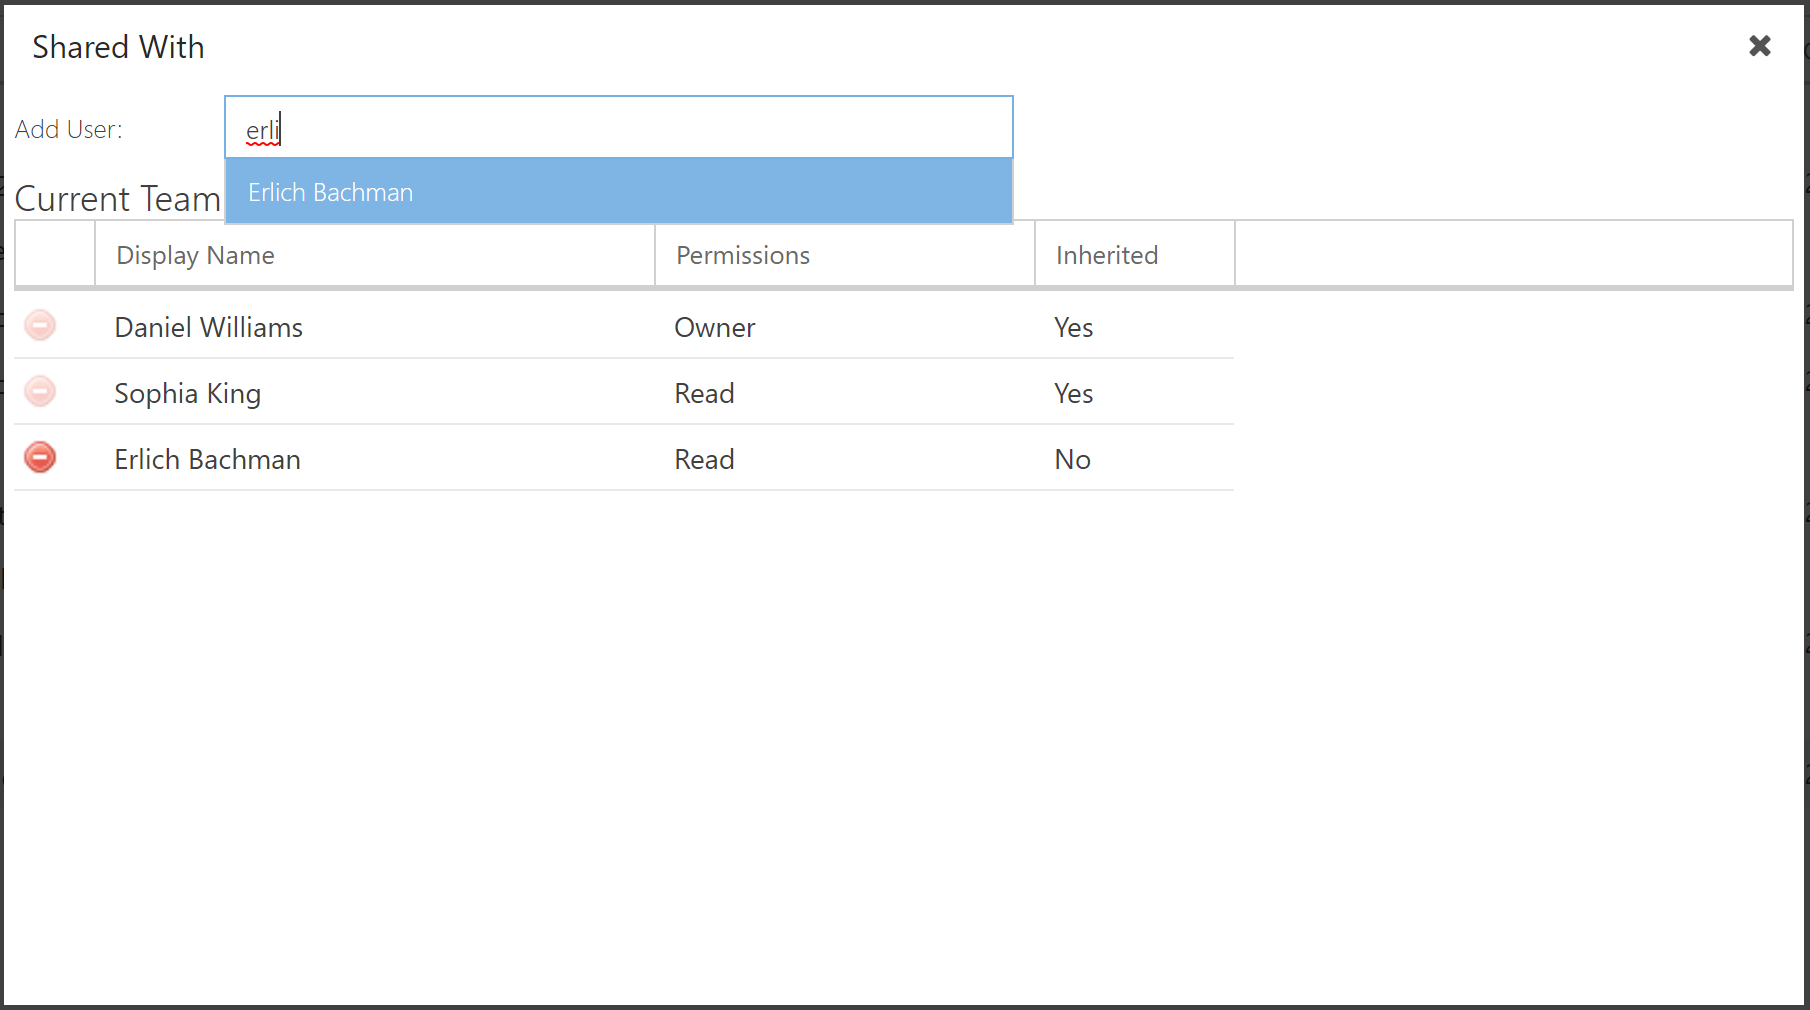 Shared With
Add User:
erli
Erlich Bachman
Current Team
Display Name Permissions Inherited
Daniel Williams Owner Yes
Sophia King Read Yes
Erlich Bachman Read No